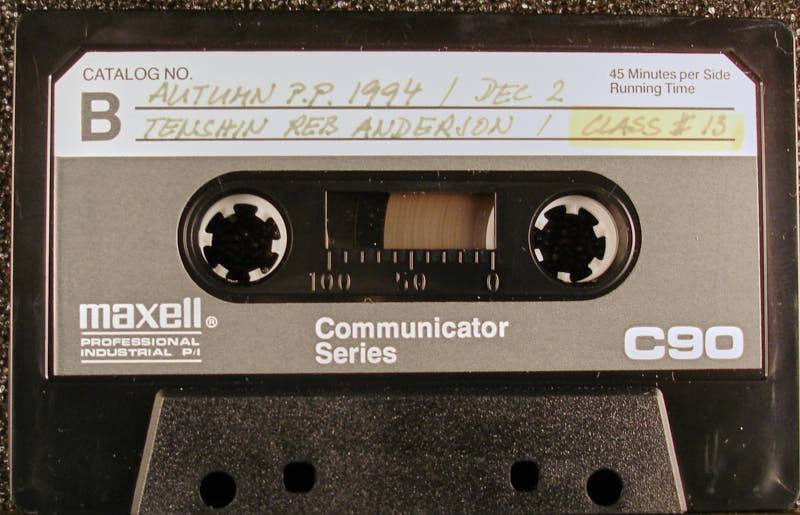 CATALOG NO.
45 Minutes per Side
Running Time
B
AUTUMN P.P. 1994 / DEC 2
TENSHIN REB ANDERSON / CLASS # 13
100 50 0
maxell®
PROFESSIONAL
INDUSTRIAL P/I
Communicator
Series
C90